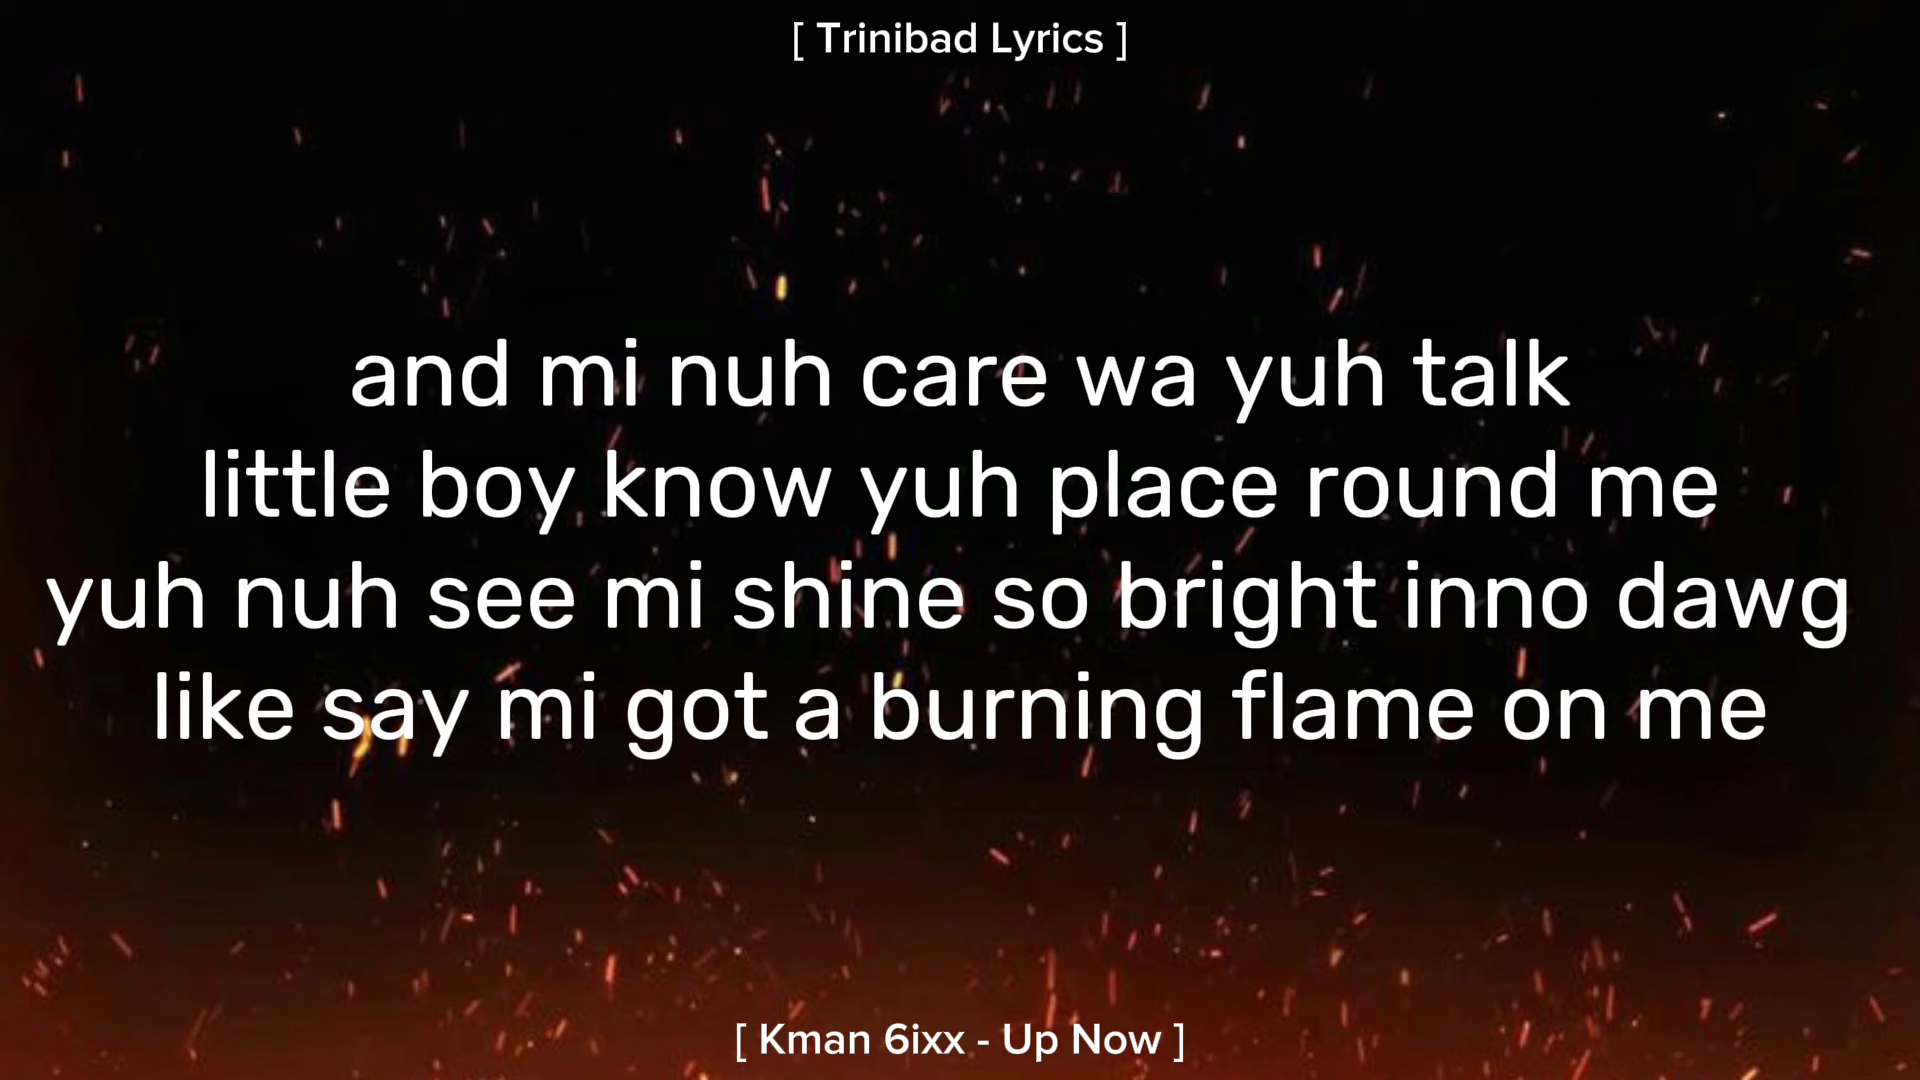 [ Trinibad Lyrics ]
and mi nuh care wa yuh talk
little boy know yuh place round me
yuh nuh see mi shine so bright inno dawg
like say mi got a burning flame on me
[ Kman 6ixx - Up Now ]